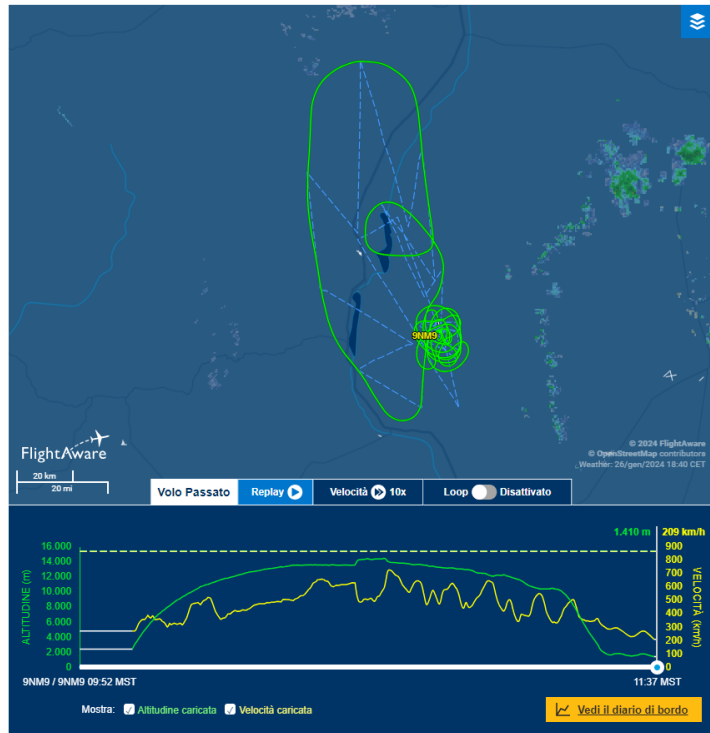 9NM9
FlightAware
20 km
20 mi
© 2024 FlightAware
© OpenStreetMap contributors
Weather: 26/gen/2024 18:40 CET
Volo Passato Replay Velocità 10x Loop Disattivato
1.410 m 209 km/h
16.000 900
14.000 800
12.000 700
10.000 600
8.000 500
6.000 400
4.000 300
2.000 200
0 100
0
ALTITUDINE (m)
VELOCITÀ (km/h)
9NM9 / 9NM9 09:52 MST 11:37 MST
Mostra: Altitudine caricata Velocità caricata Vedi il diario di bordo